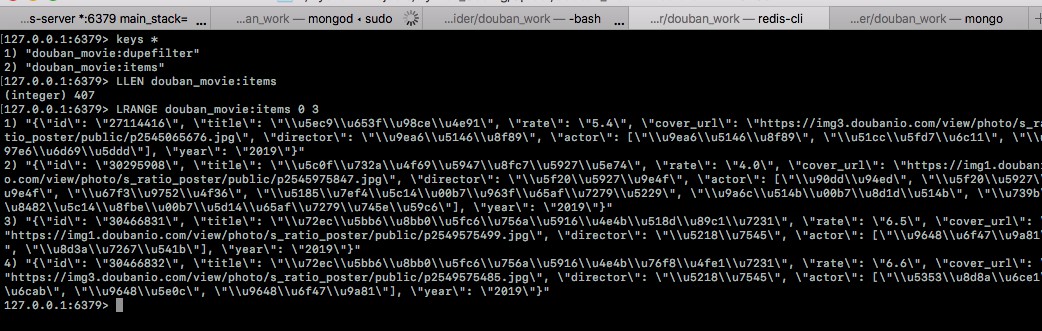 ...s-server *:6379 main_stack= ... ...an_work — mongod ◂ sudo ...ider/douban_work — -bash ... ...r/douban_work — redis-cli ...er/douban_work — mongo
[127.0.0.1:6379> keys *
1) "douban_movie:dupefilter"
2) "douban_movie:items"
[127.0.0.1:6379> LLEN douban_movie:items
(integer) 407
[127.0.0.1:6379> LRANGE douban_movie:items 0 3
1) "{\"id\": \"27114416\", \"title\": \"\\u5ec9\\u653f\\u98ce\\u4e91\", \"rate\": \"5.4\", \"cover_url\": \"https://img3.doubanio.com/view/photo/s_ra
tio_poster/public/p2545065676.jpg\", \"director\": \"\\u9ea6\\u5146\\u8f89\", \"actor\": [\"\\u9ea6\\u5146\\u8f89\", \"\\u51cc\\u5fd7\\u6c11\", \"\\u
97e6\\u6d69\\u5ddd\"], \"year\": \"2019\"}"
2) "{\"id\": \"30295908\", \"title\": \"\\u5c0f\\u732a\\u4f69\\u5947\\u8fc7\\u5927\\u5e74\", \"rate\": \"4.0\", \"cover_url\": \"https://img1.douban
o.com/view/photo/s_ratio_poster/public/p2545975847.jpg\", \"director\": \"\\u5f20\\u5927\\u9e4f\", \"actor\": [\"\\u90dd\\u94ed\", \"\\u5f20\\u5927\
u9e4f\", \"\\u67f3\\u9752\\u4f36\", \"\\u5185\\u7ef4\\u5c14\\u00b7\\u963f\\u65af\\u7279\\u5229\", \"\\u9a6c\\u514b\\u00b7\\u8d1d\\u514b\", \"\\u739b\
\8482\\u5c14\\u8fbe\\u00b7\\u5d14\\u65af\\u7279\\u745e\\u59c6\"], \"year\": \"2019\"}"
3) "{\"id\": \"30466831\", \"title\": \"\\u72ec\\u5bb6\\u8bb0\\u5fc6\\u756a\\u5916\\u4e4b\\u518d\\u89c1\\u7231\", \"rate\": \"6.5\", \"cover_url\":
"https://img1.doubanio.com/view/photo/s_ratio_poster/public/p2549575499.jpg\", \"director\": \"\\u5218\\u7545\", \"actor\": [\"\\u9648\\u6f47\\u9a81\
", \"\\u8d3a\\u7267\\u541b\"], \"year\": \"2019\"}"
4) "{\"id\": \"30466832\", \"title\": \"\\u72ec\\u5bb6\\u8bb0\\u5fc6\\u756a\\u5916\\u4e4b\\u76f8\\u4fe1\\u7231\", \"rate\": \"6.6\", \"cover_url\":
"https://img3.doubanio.com/view/photo/s_ratio_poster/public/p2549575485.jpg\", \"director\": \"\\u5218\\u7545\", \"actor\": [\"\\u5353\\u8d8a\\u6ce1\
\u6cab\", \"\\u9648\\u5e0c\", \"\\u9648\\u6f47\\u9a81\"], \"year\": \"2019\"}"
127.0.0.1:6379>